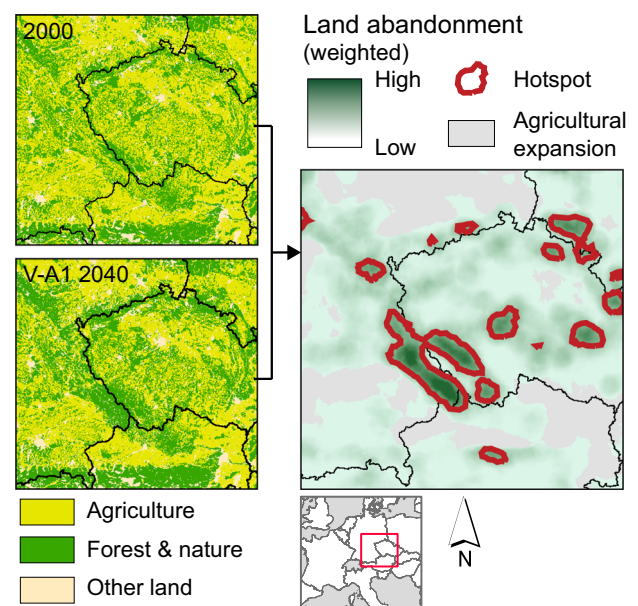 2000
V-A1 2040
Agriculture
Forest & nature
Other land
Land abandonment
(weighted)
High
Low
Hotspot
Agricultural
expansion
N